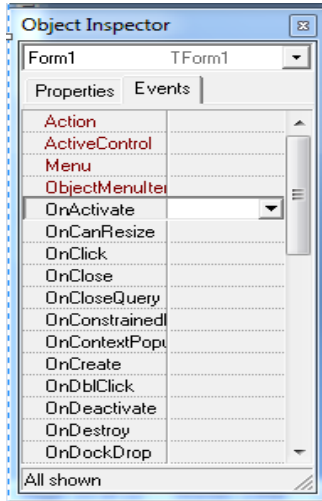 Object Inspector
Form1 TForm1
Properties Events
Action
ActiveControl
Menu
ObjectMenuIter
OnActivate
OnCanResize
OnClick
OnClose
OnCloseQuery
OnConstrainedI
OnContextPopu
OnCreate
OnDblClick
OnDeactivate
OnDestroy
OnDockDrop
All shown